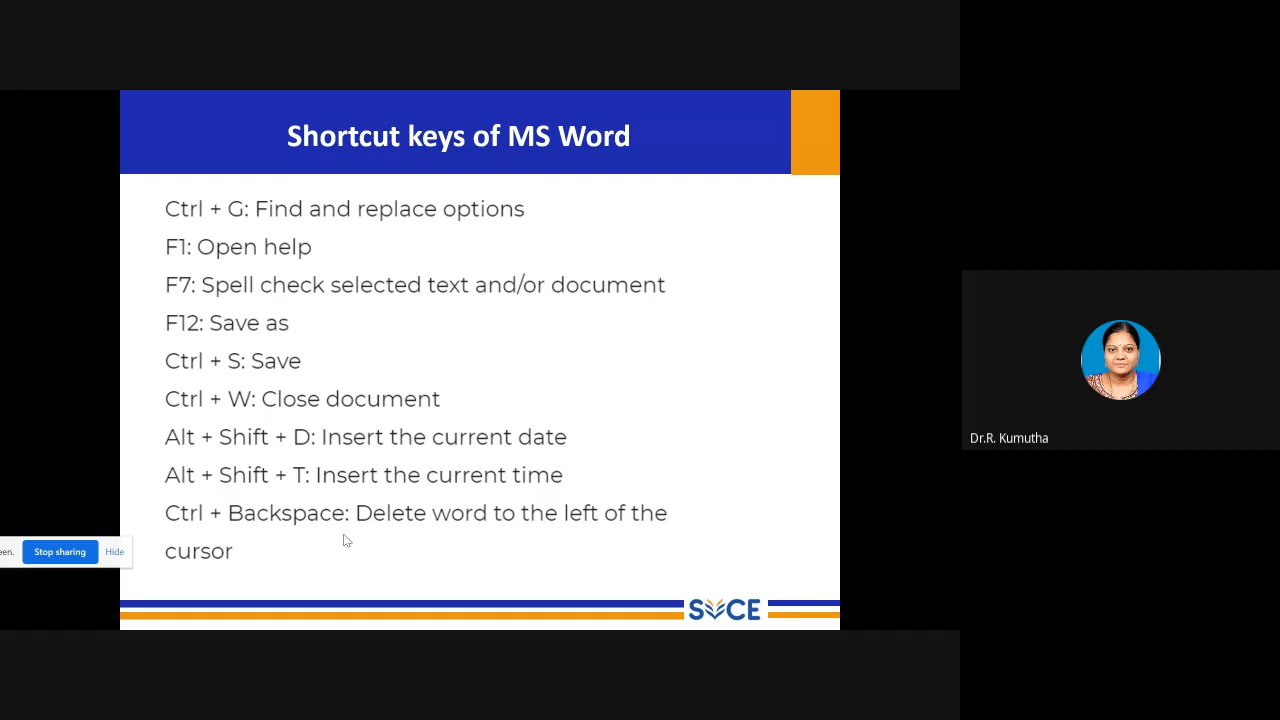 Shortcut keys of MS Word
Ctrl + G: Find and replace options
F1: Open help
F7: Spell check selected text and/or document
F12: Save as
Ctrl + S: Save
Ctrl + W: Close document
Alt + Shift + D: Insert the current date
Alt + Shift + T: Insert the current time
Ctrl + Backspace: Delete word to the left of the
cursor
een. Stop sharing Hide
SVCE
Dr.R. Kumutha